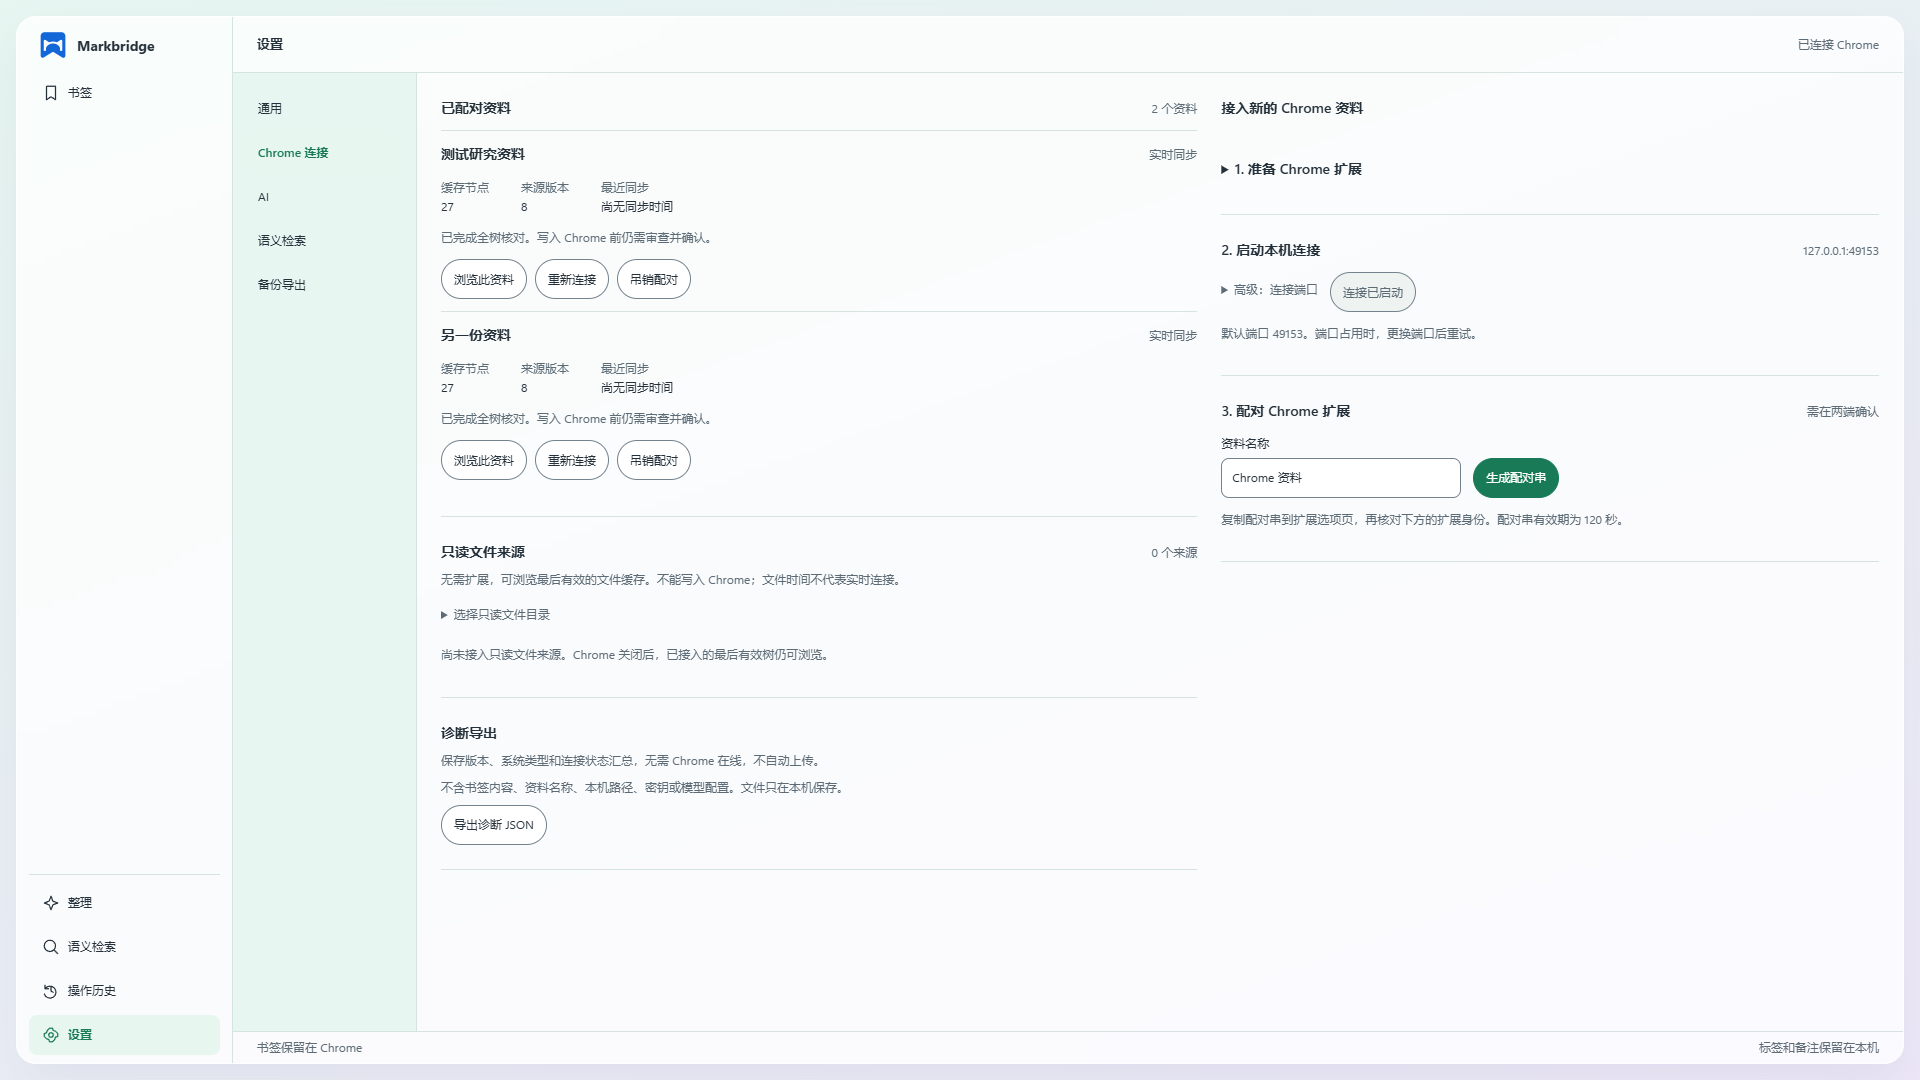 Markbridge
书签
整理
语义检索
操作历史
设置
设置
已连接 Chrome
通用
Chrome 连接
AI
语义检索
备份导出
已配对资料
2 个资料
测试研究资料
实时同步
缓存节点 来源版本 最近同步
27 8 尚无同步时间
已完成全树核对。写入 Chrome 前仍需审查并确认。
浏览此资料 重新连接 吊销配对
另一份资料
实时同步
缓存节点 来源版本 最近同步
27 8 尚无同步时间
已完成全树核对。写入 Chrome 前仍需审查并确认。
浏览此资料 重新连接 吊销配对
只读文件来源
0 个来源
无需扩展，可浏览最后有效的文件缓存。不能写入 Chrome；文件时间不代表实时连接。
选择只读文件目录
尚未接入只读文件来源。Chrome 关闭后，已接入的最后有效树仍可浏览。
诊断导出
保存版本、系统类型和连接状态汇总，无需 Chrome 在线，不自动上传。
不含书签内容、资料名称、本机路径、密钥或模型配置。文件只在本机保存。
导出诊断 JSON
接入新的 Chrome 资料
1. 准备 Chrome 扩展
2. 启动本机连接
127.0.0.1:49153
高级：连接端口 连接已启动
默认端口 49153。端口占用时，更换端口后重试。
3. 配对 Chrome 扩展
需在两端确认
资料名称
Chrome 资料 生成配对串
复制配对串到扩展选项页，再核对下方的扩展身份。配对串有效期为 120 秒。
书签保留在 Chrome
标签和备注保留在本机